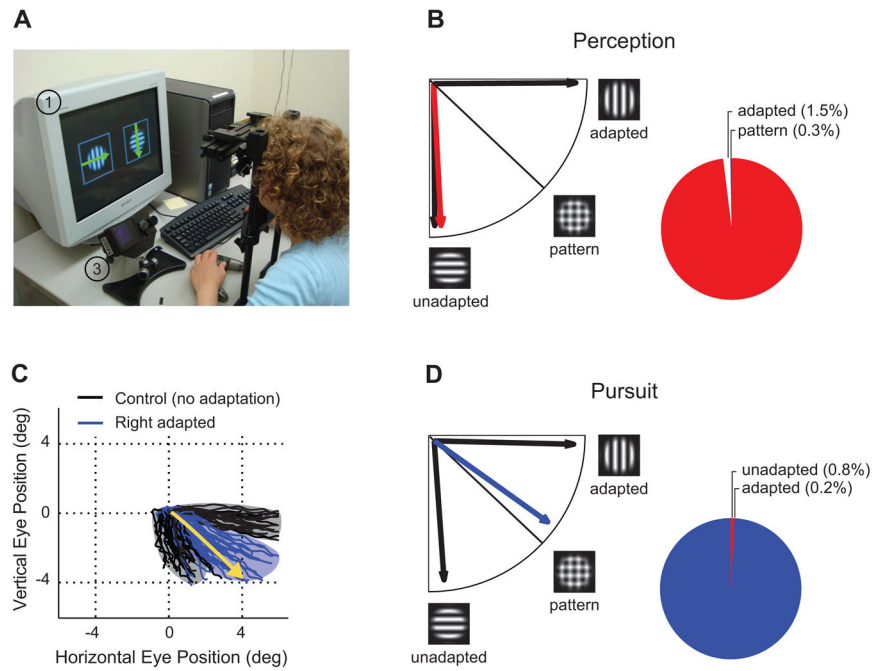 A
1
3
B
Perception
adapted
pattern
unadapted
adapted (1.5%)
pattern (0.3%)
C
Control (no adaptation)
Right adapted
Vertical Eye Position (deg)
4
0
-4
-4
0
4
Horizontal Eye Position (deg)
D
Pursuit
adapted
pattern
unadapted
unadapted (0.8%)
adapted (0.2%)